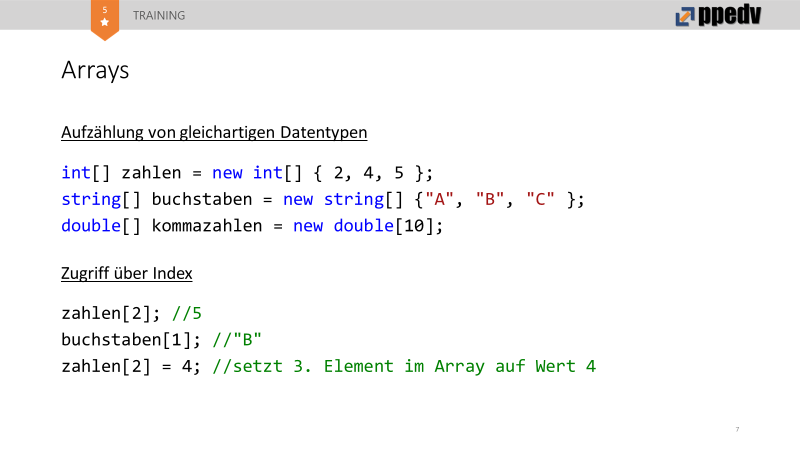 5
TRAINING
ppedv
Arrays
Aufzählung von gleichartigen Datentypen
int[] zahlen = new int[] { 2, 4, 5 };
string[] buchstaben = new string[] {"A", "B", "C" };
double[] kommazahlen = new double[10];
Zugriff über Index
zahlen[2]; //5
buchstaben[1]; //"B"
zahlen[2] = 4; //setzt 3. Element im Array auf Wert 4
7